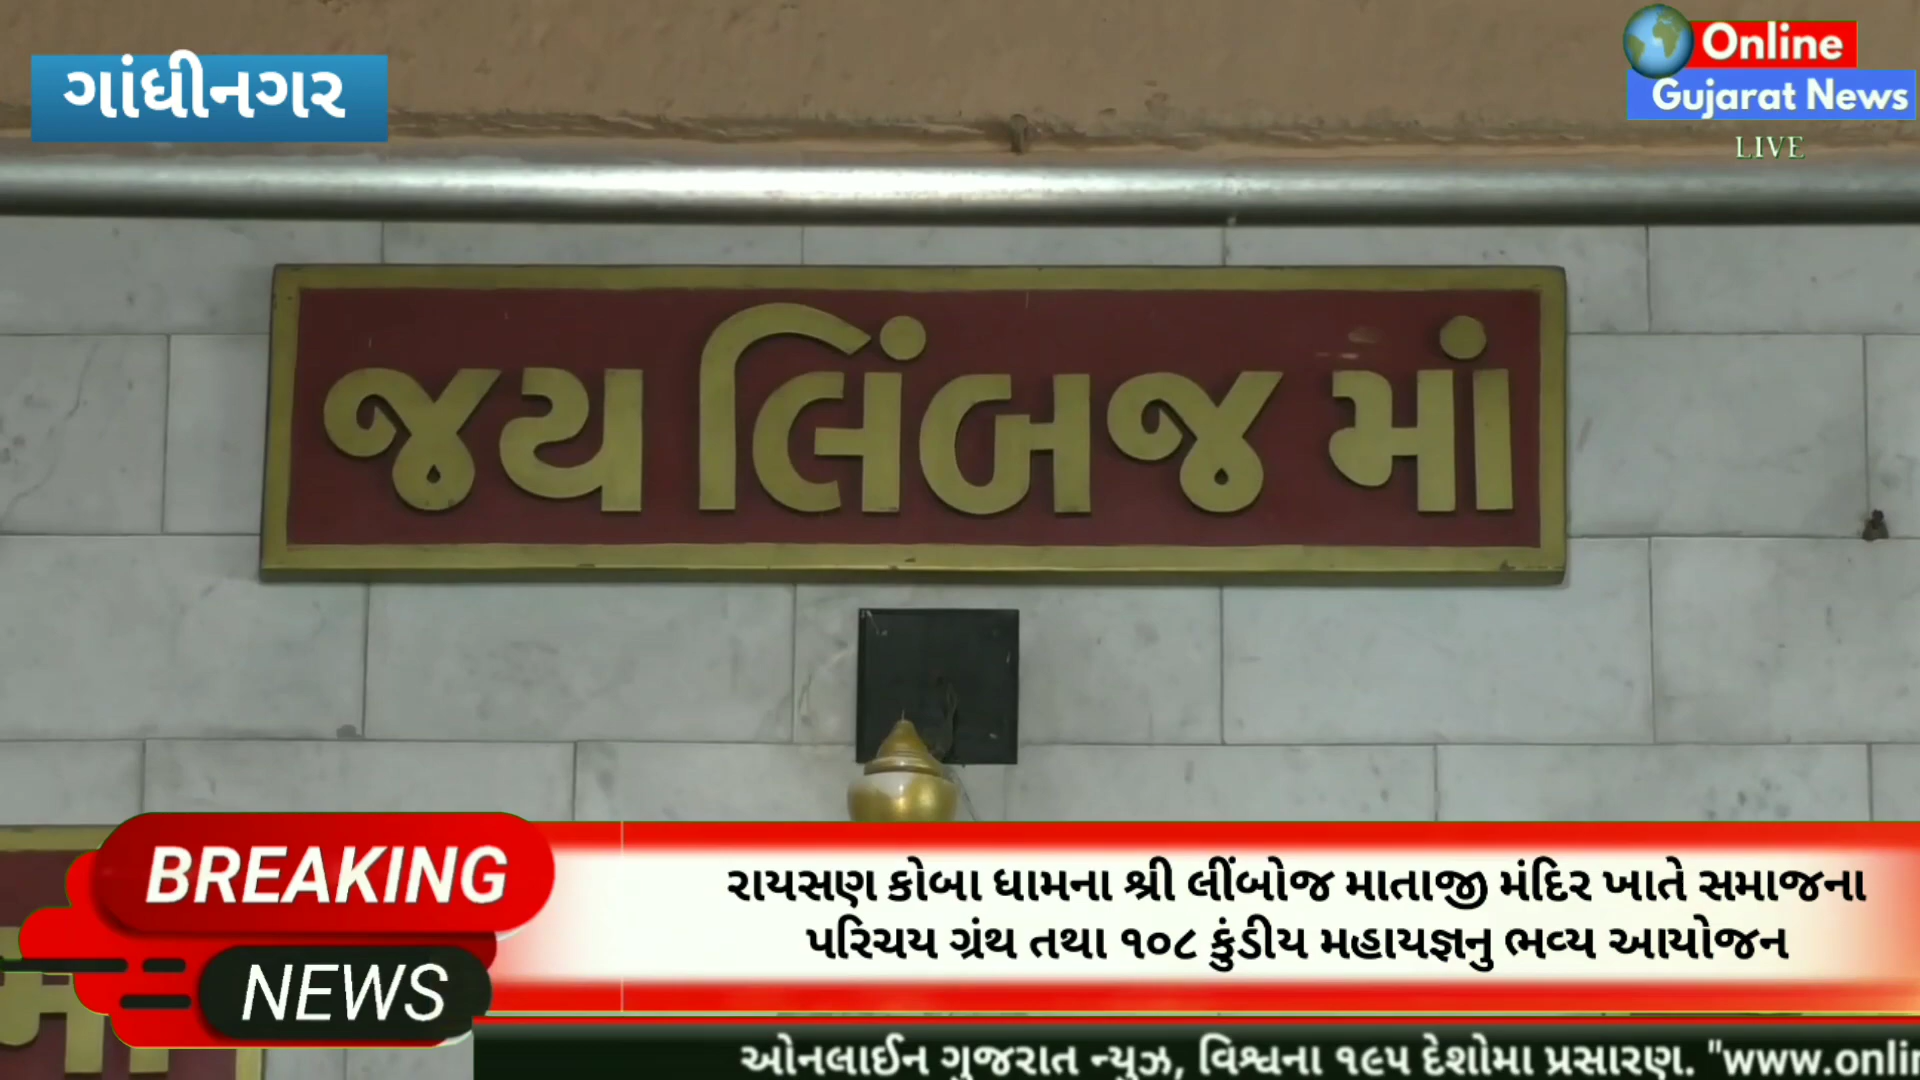 ગાંધીનગર
Online
Gujarat News
LIVE
જય લિંબજ માં
BREAKING
NEWS
રાયસણ કોબા ધામના શ્રી લીંબોજ માતાજી મંદિર ખાતે સમાજના
પરિચય ગ્રંથ તથા ૧૦૮ કુંડીય મહાયજ્ઞનુ ભવ્ય આયોજન
ઓનલાઈન ગુજરાત ન્યુઝ, વિશ્વના ૧૯૫ દેશોમા પ્રસારણ. "www.onlin